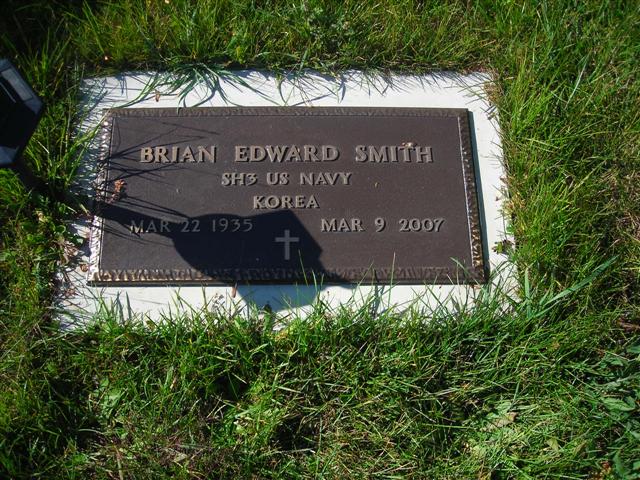 BRIAN EDWARD SMITH
SH3 US NAVY
KOREA
MAR 22 1935 MAR 9 2007